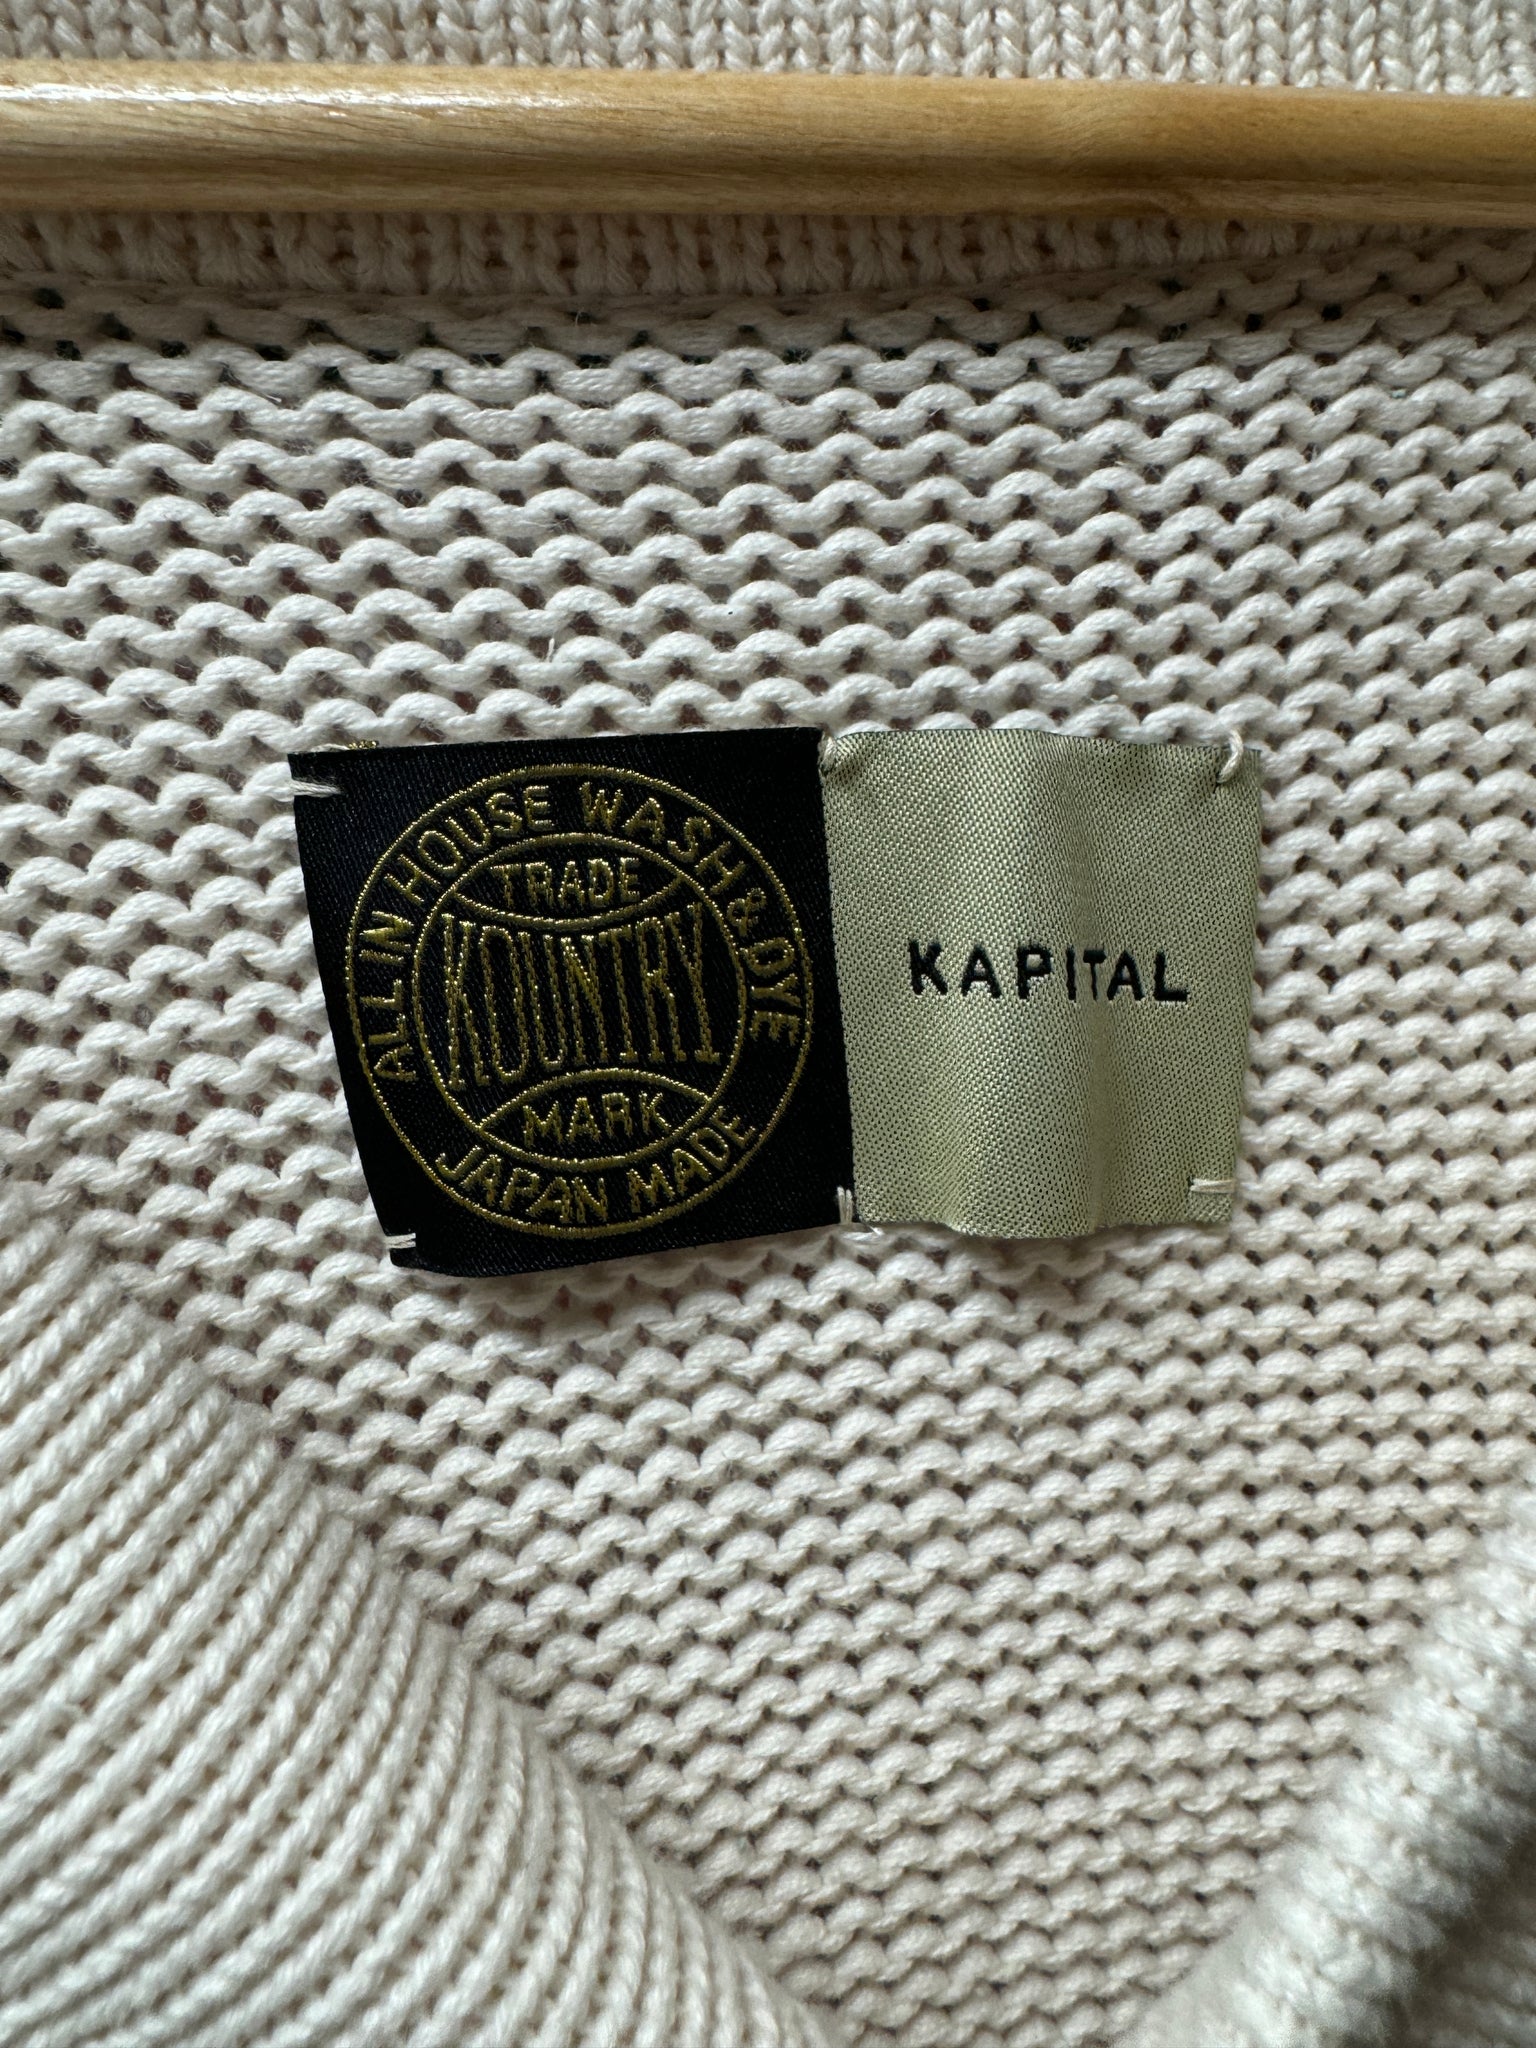 ALL IN HOUSE WASH & DYE
TRADE
KOUNTRY
MARK
JAPAN MADE
KAPITAL